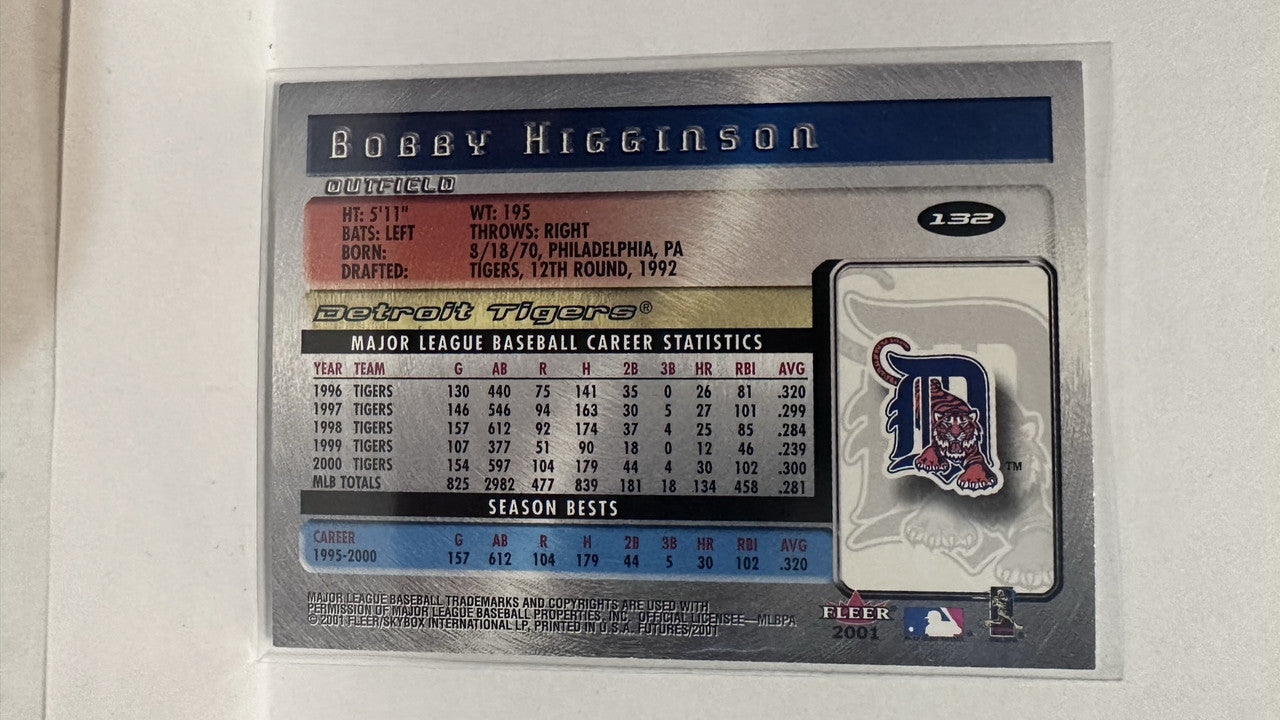 BOBBY HIGGINSON
OUTFIELD
132
HT: 5'11" WT: 195
BATS: LEFT THROWS: RIGHT
BORN: 8/18/70, PHILADELPHIA, PA
DRAFTED: TIGERS, 12TH ROUND, 1992
Detroit Tigers®
MAJOR LEAGUE BASEBALL CAREER STATISTICS
YEAR TEAM G AB R H 2B 3B HR RBI AVG
1996 TIGERS 130 440 75 141 35 0 26 81 .320
1997 TIGERS 146 546 94 163 30 5 27 101 .299
1998 TIGERS 157 612 92 174 37 4 25 85 .284
1999 TIGERS 107 377 51 90 18 0 12 46 .239
2000 TIGERS 154 597 104 179 44 4 30 102 .300
MLB TOTALS 825 2982 477 839 181 18 134 458 .281
D
TM
SEASON BESTS
CAREER G AB R H 2B 3B HR RBI AVG
1995-2000 157 612 104 179 44 5 30 102 .320
MAJOR LEAGUE BASEBALL TRADEMARKS AND COPYRIGHTS ARE USED WITH
PERMISSION OF MAJOR LEAGUE BASEBALL PROPERTIES, INC. OFFICIAL LICENSEE—MLBPA
© 2001 FLEER/SKYBOX INTERNATIONAL LP, PRINTED IN U.S.A. FUTURES/2001
FLEER
2001